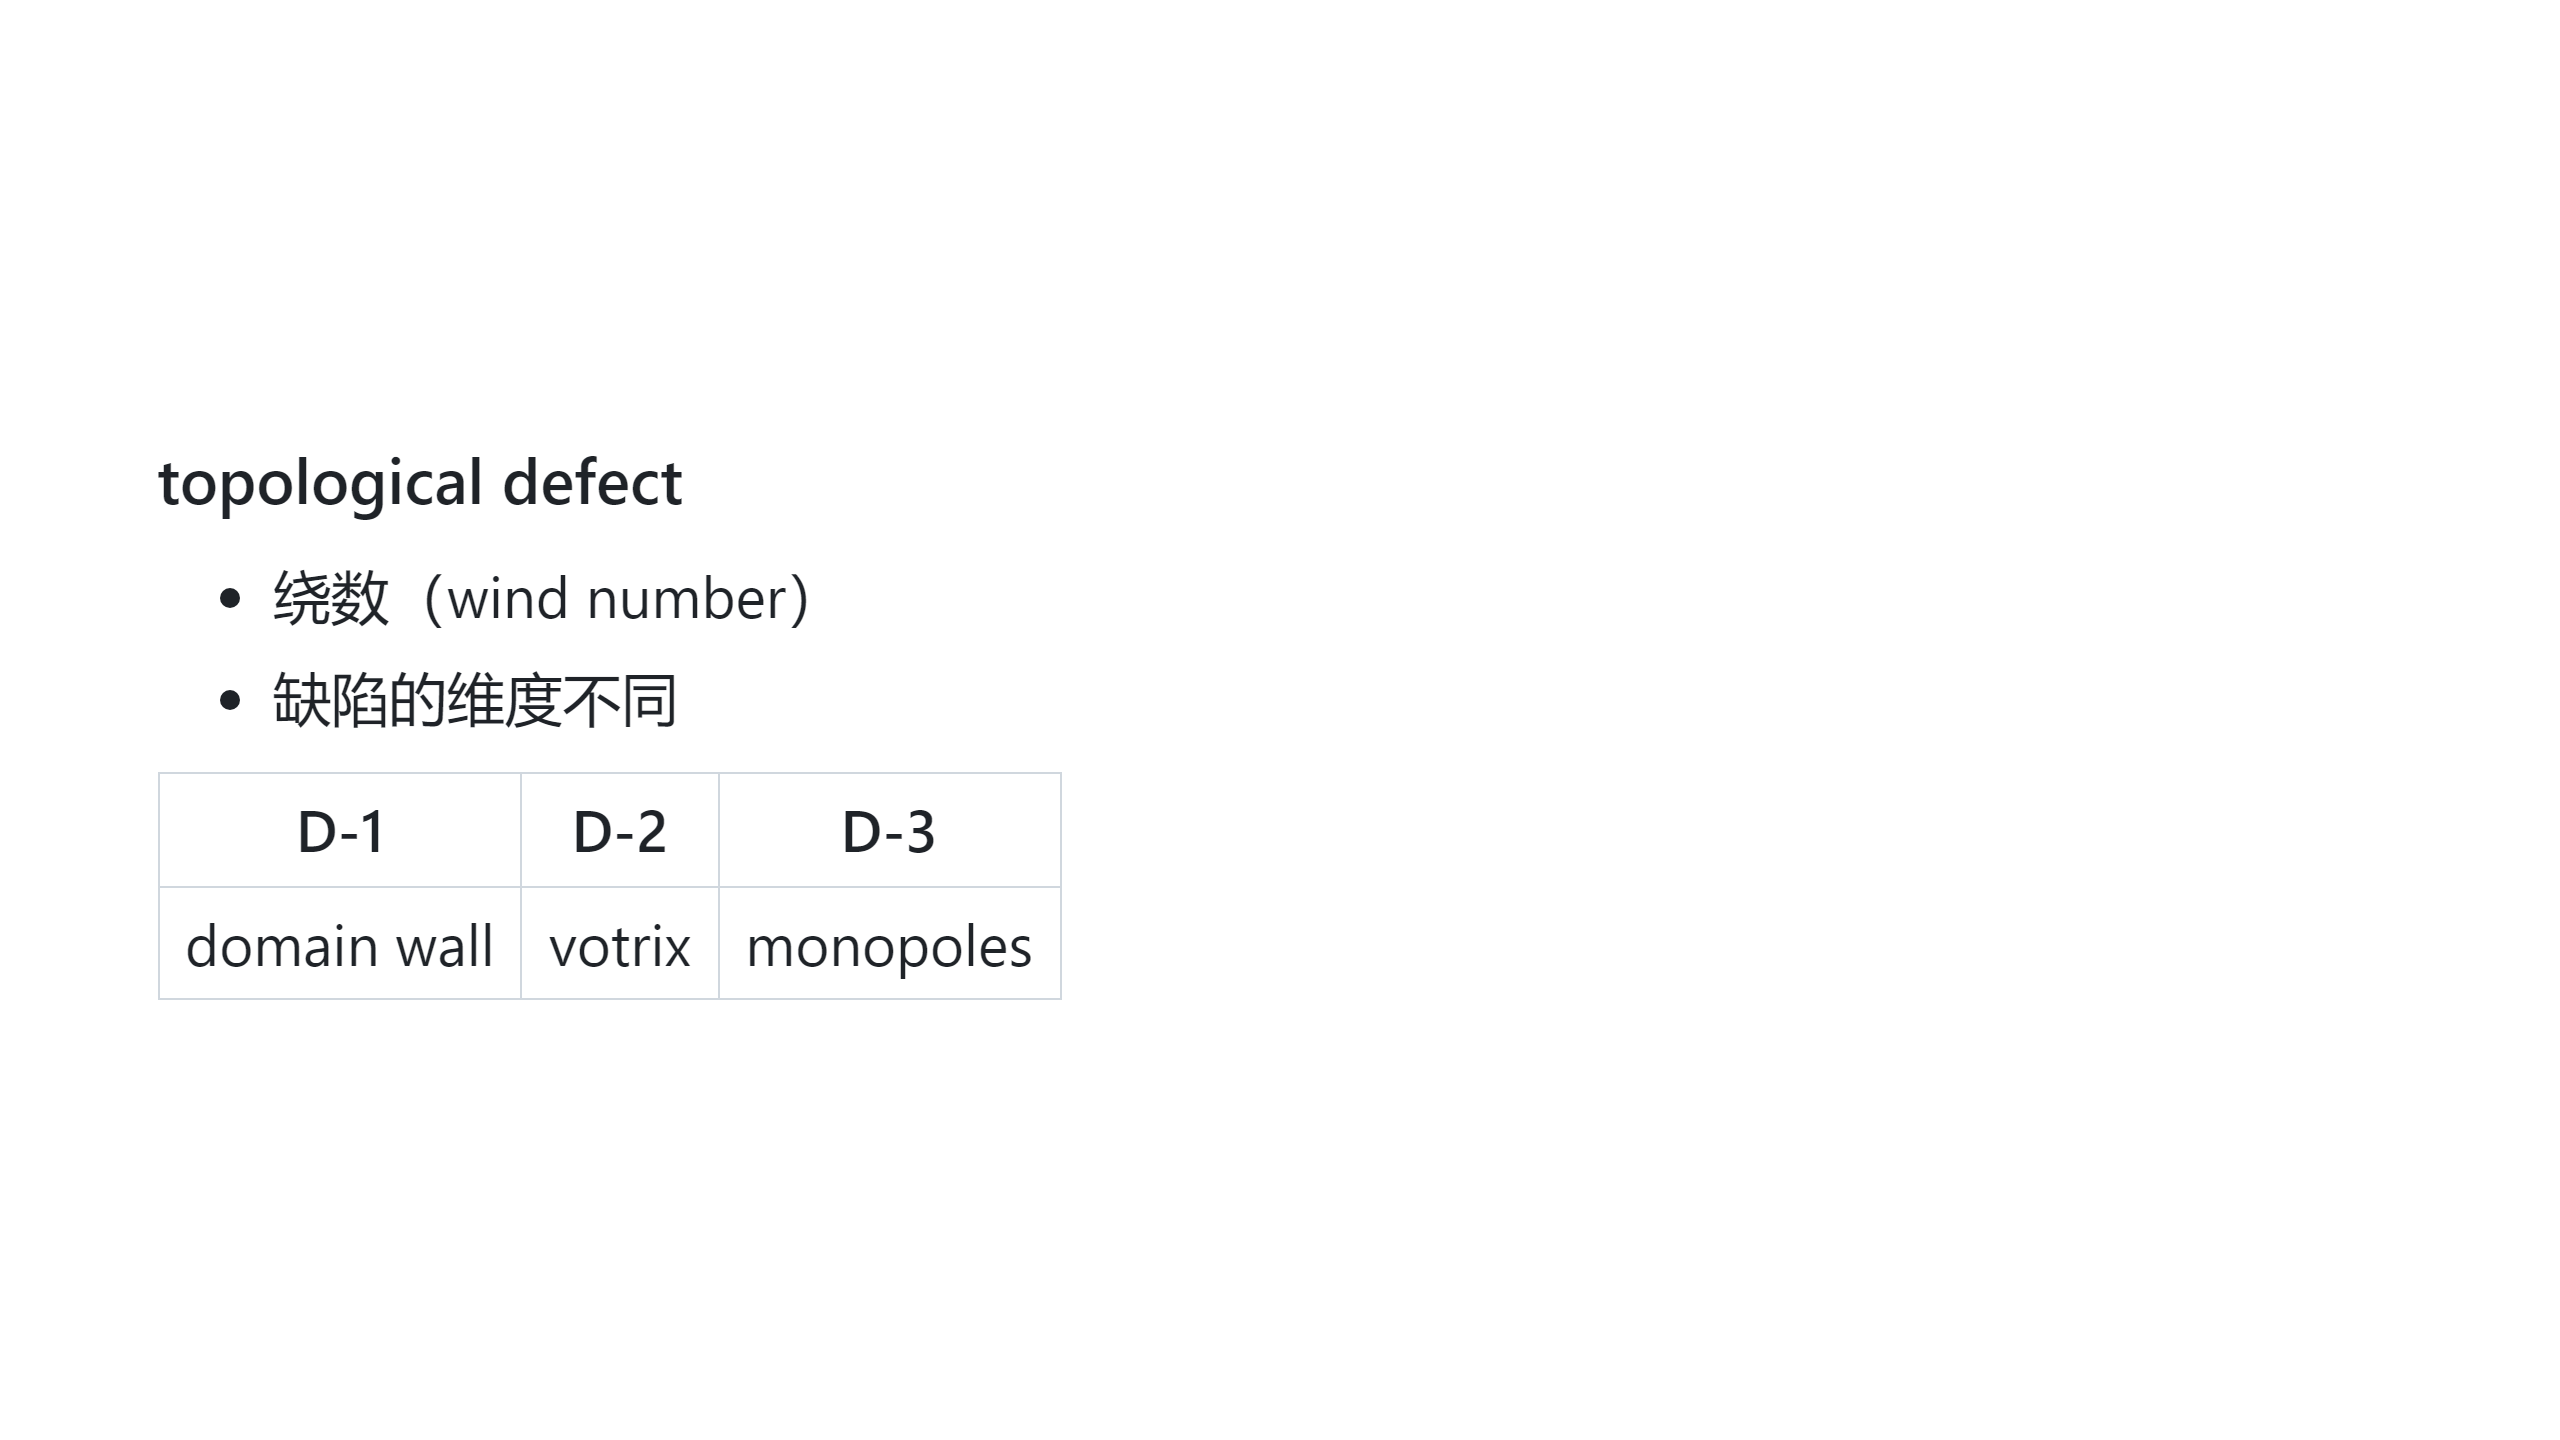 topological defect
绕数（wind number）
缺陷的维度不同
D-1 D-2 D-3
domain wall votrix monopoles